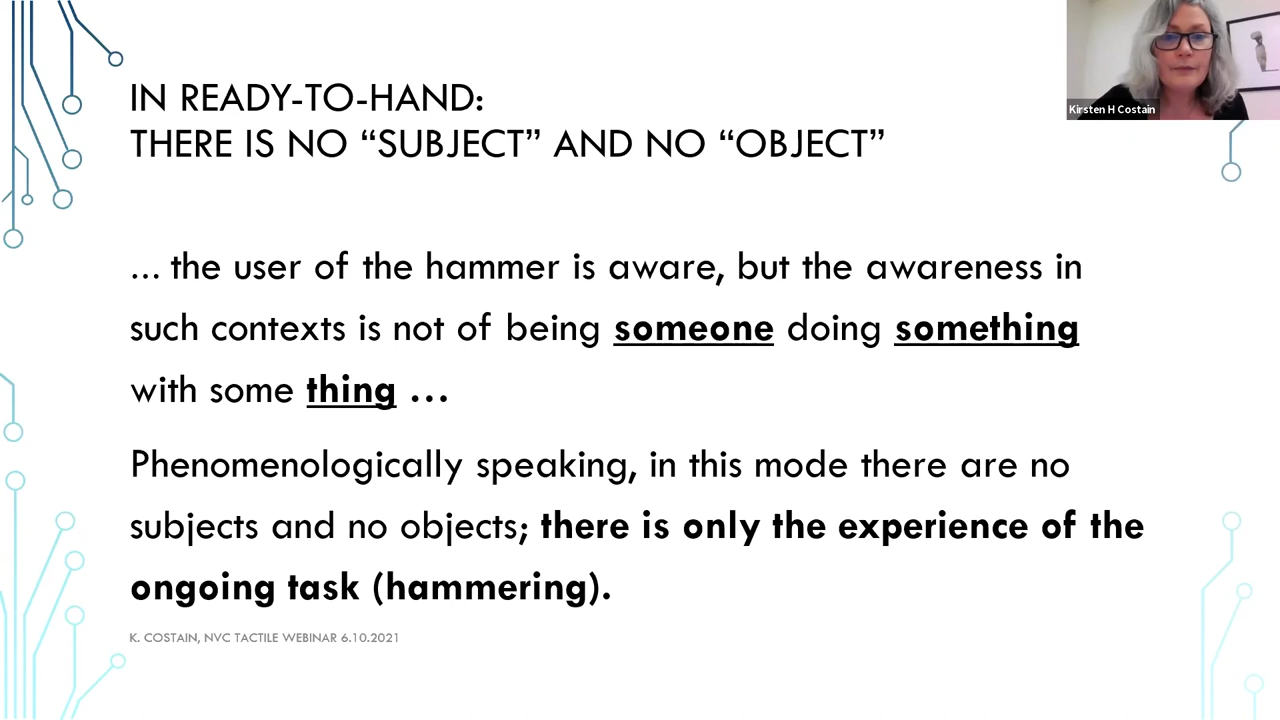 IN READY-TO-HAND:
THERE IS NO “SUBJECT” AND NO “OBJECT”
Kirsten H Costain
... the user of the hammer is aware, but the awareness in
such contexts is not of being someone doing something
with some thing ...
Phenomenologically speaking, in this mode there are no
subjects and no objects; there is only the experience of the
ongoing task (hammering).
K. COSTAIN, NVC TACTILE WEBINAR 6.10.2021